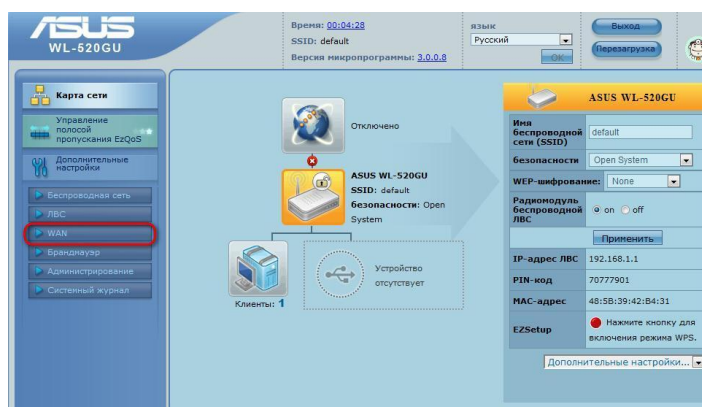 ASUS
WL-520GU
Время: 00:04:28
SSID: default
Версия микропрограммы: 3.0.0.8
язык
Русский
OK
Выход
Перезагрузка
Карта сети
Управление
полосой
пропускания EzQoS
Дополнительные
настройки
Беспроводная сеть
ЛВС
WAN
Брандмауэр
Администрирование
Системный журнал
Отключено
ASUS WL-520GU
SSID: default
безопасности: Open
System
Клиенты: 1
Устройство
отсутствует
ASUS WL-520GU
Имя
беспроводной
сети (SSID)
default
безопасности
Open System
WEP-шифрование:
None
Радиомодуль
беспроводной
ЛВС
on off
Применить
IP-адрес ЛВС 192.168.1.1
PIN-код 70777901
MAC-адрес 48:5B:39:42:B4:31
EZSetup
Нажмите кнопку для
включения режима WPS.
Дополнительные настройки...